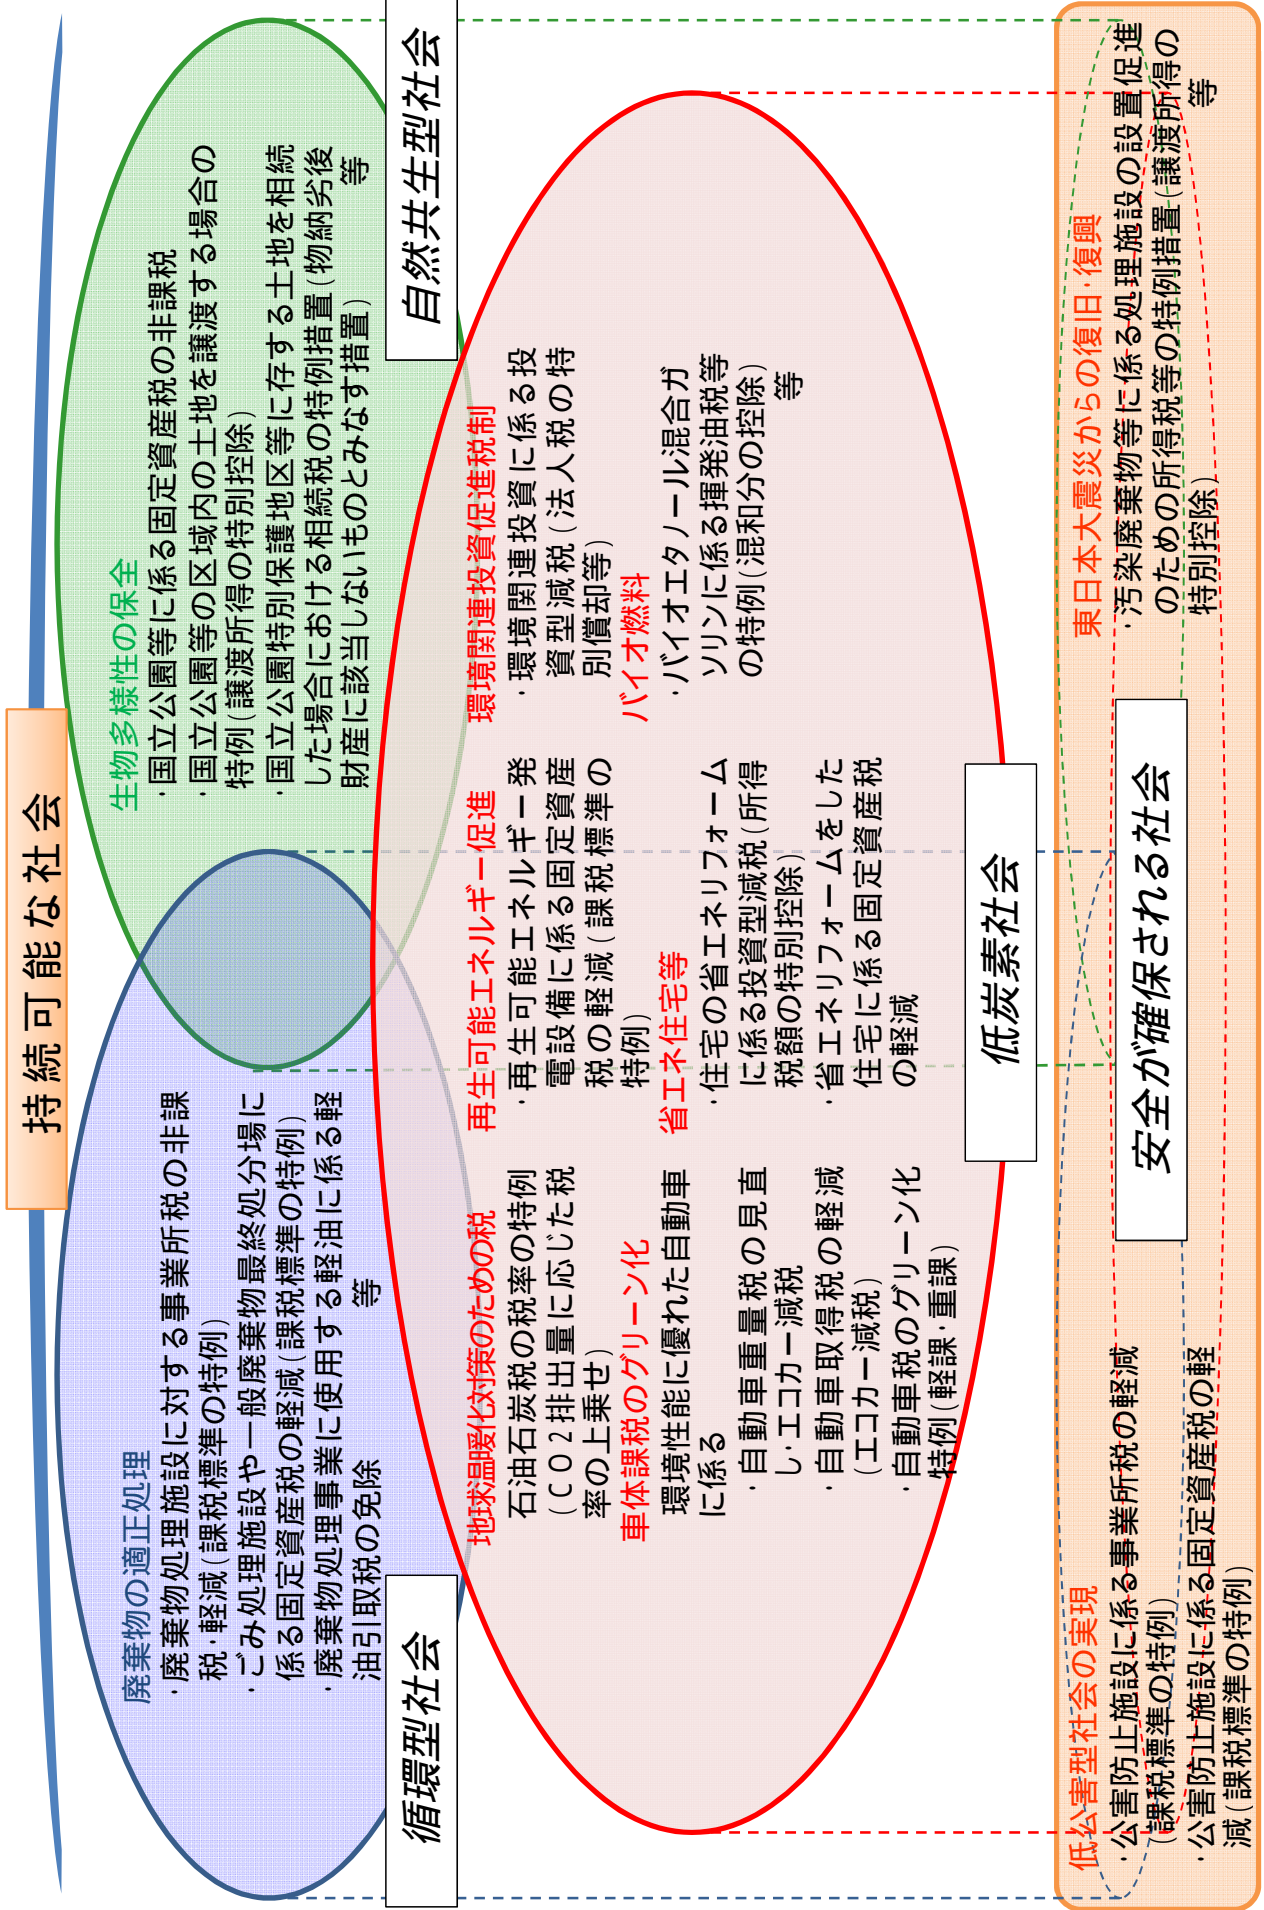 持続可能な社会
廃棄物の適正処理
・廃棄物処理施設に対する事業所税の非課
税・軽減(課税標準の特例)
・ごみ処理施設や一般廃棄物最終処分場に
係る固定資産税の軽減(課税標準の特例)
・廃棄物処理事業に使用する軽油に係る軽
油引取税の免除　等
循環型社会
生物多様性の保全
・国立公園等に係る固定資産税の非課税
・国立公園等の区域内の土地を譲渡する場合の
特例(譲渡所得の特別控除)
・国立公園特別保護地区等に存する土地を相続
した場合における相続税の特例措置(物納劣後
財産に該当しないものとみなす措置)　等
自然共生型社会
地球温暖化対策のための税
石油石炭税の税率の特例
(CO2排出量に応じた税
率の上乗せ)
車体課税のグリーン化
環境性能に優れた自動車
に係る
・自動車重量税の見直
し・エコカー減税
・自動車取得税の軽減
(エコカー減税)
・自動車税のグリーン化
特例(軽課・重課)
再生可能エネルギー促進
・再生可能エネルギー発
電設備に係る固定資産
税の軽減(課税標準の
特例)
省エネ住宅等
・住宅の省エネリフォーム
に係る投資型減税(所得
税額の特別控除)
・省エネリフォームをした
住宅に係る固定資産税
の軽減
環境関連投資促進税制
・環境関連投資に係る投
資型減税(法人税の特
別償却等)
バイオ燃料
・バイオエタノール混合ガ
ソリンに係る揮発油税等
の特例(混和分の控除)
等
低炭素社会
低公害型社会の実現
・公害防止施設に係る事業所税の軽減
(課税標準の特例)
・公害防止施設に係る固定資産税の軽
減(課税標準の特例)
安全が確保される社会
東日本大震災からの復旧・復興
・汚染廃棄物等に係る処理施設の設置促進
のための所得税等の特例措置(譲渡所得の
特別控除)　等